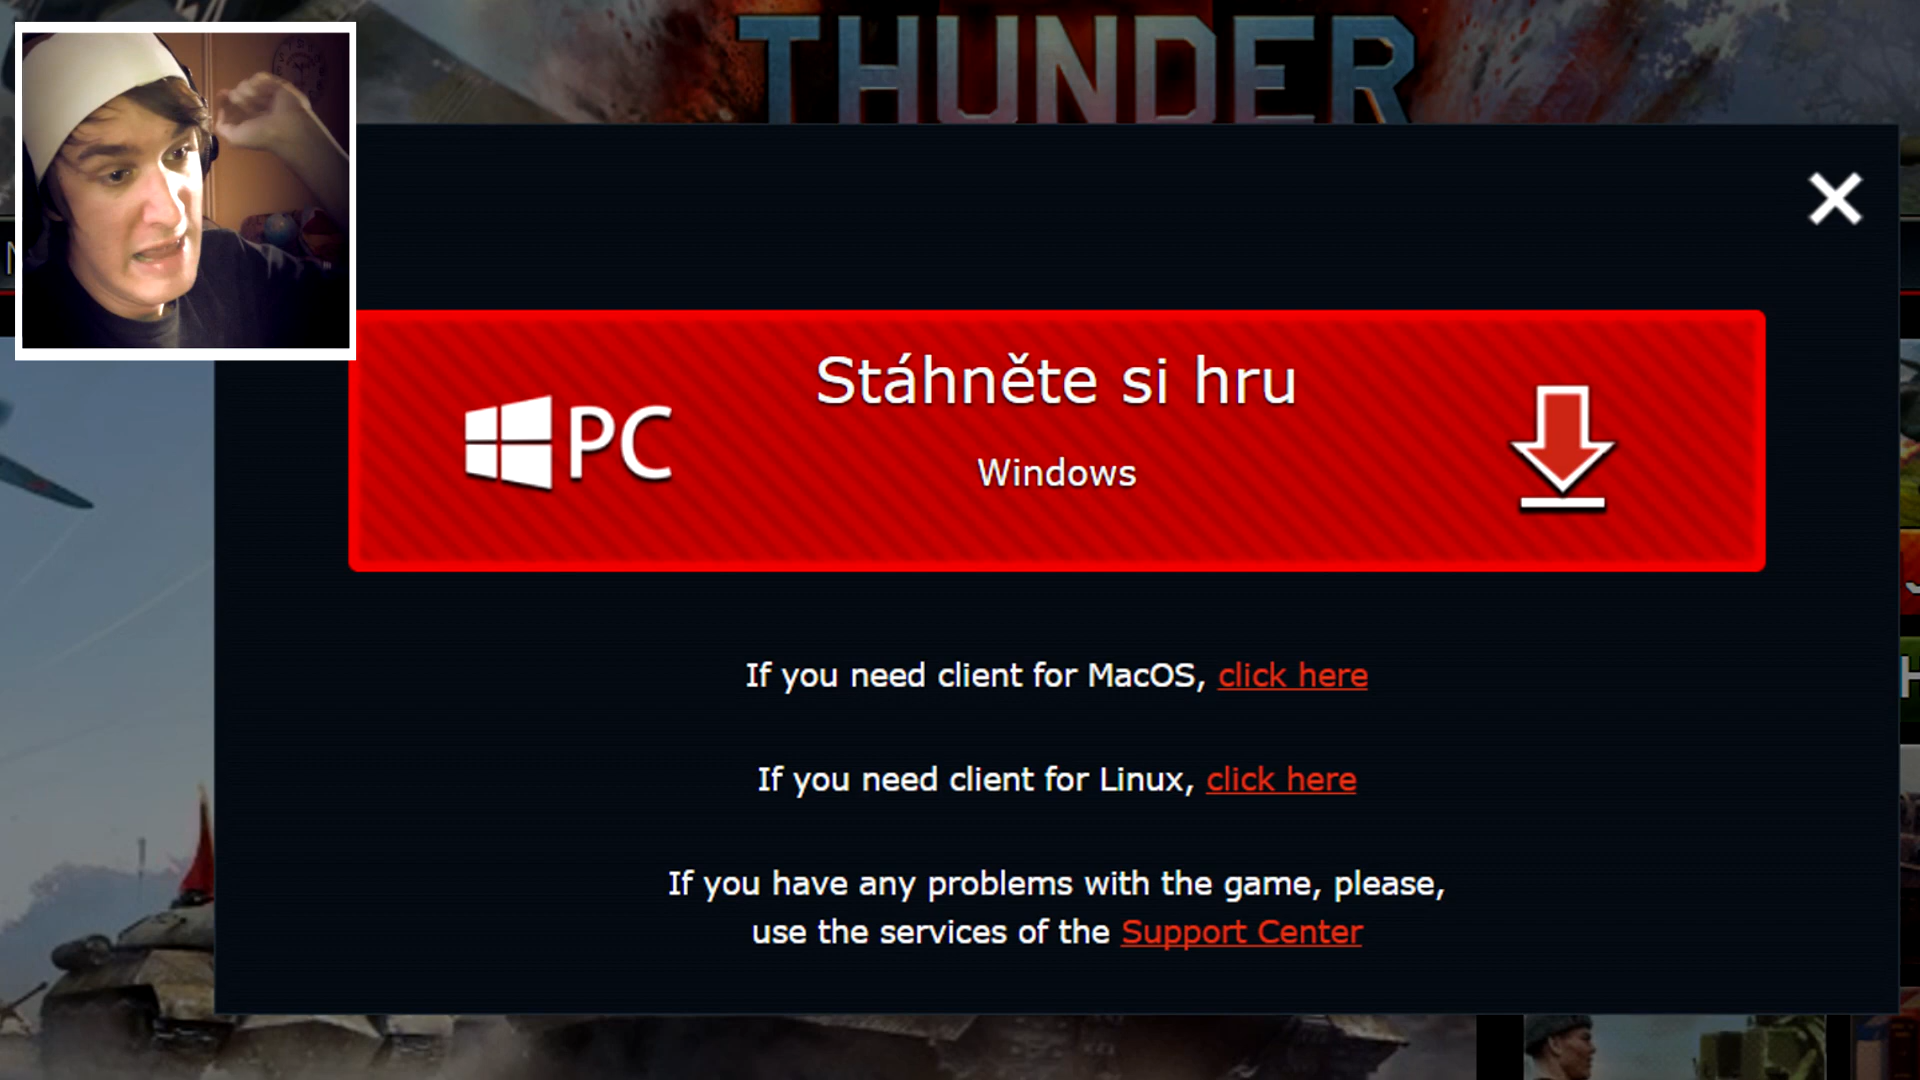 THUNDER
Stáhněte si hru
PC
Windows
If you need client for MacOS, click here
If you need client for Linux, click here
If you have any problems with the game, please,
use the services of the Support Center